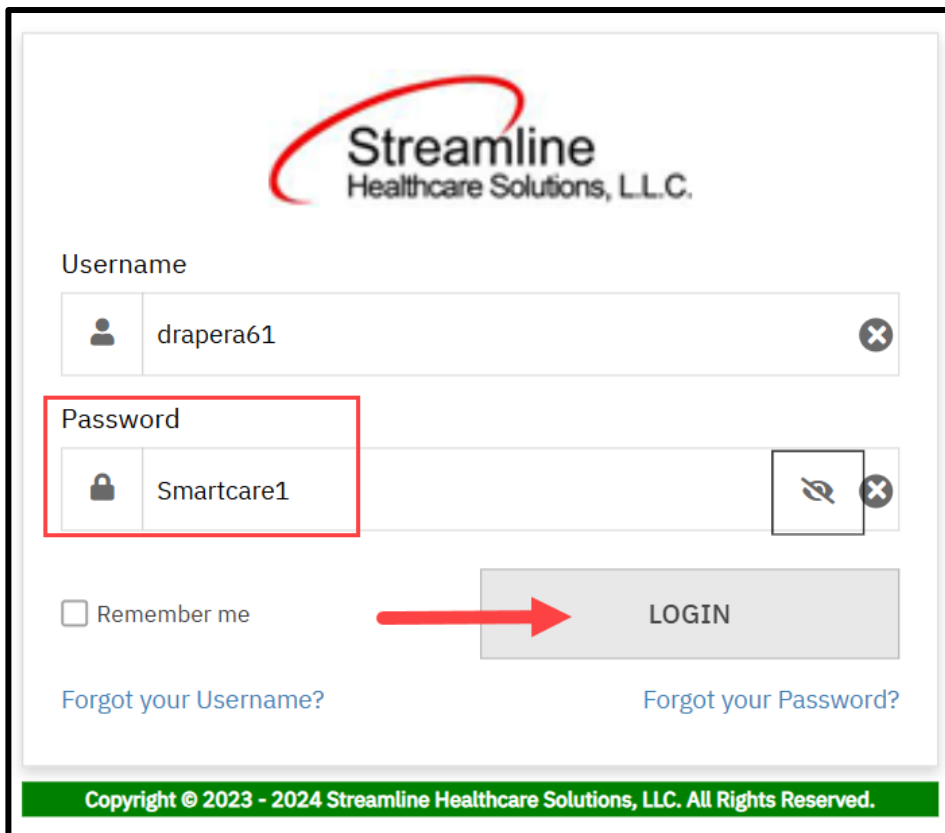 Streamline
Healthcare Solutions, L.L.C.
Username
drapera61
Password
Smartcare1
Remember me
LOGIN
Forgot your Username?
Forgot your Password?
Copyright © 2023 - 2024 Streamline Healthcare Solutions, LLC. All Rights Reserved.